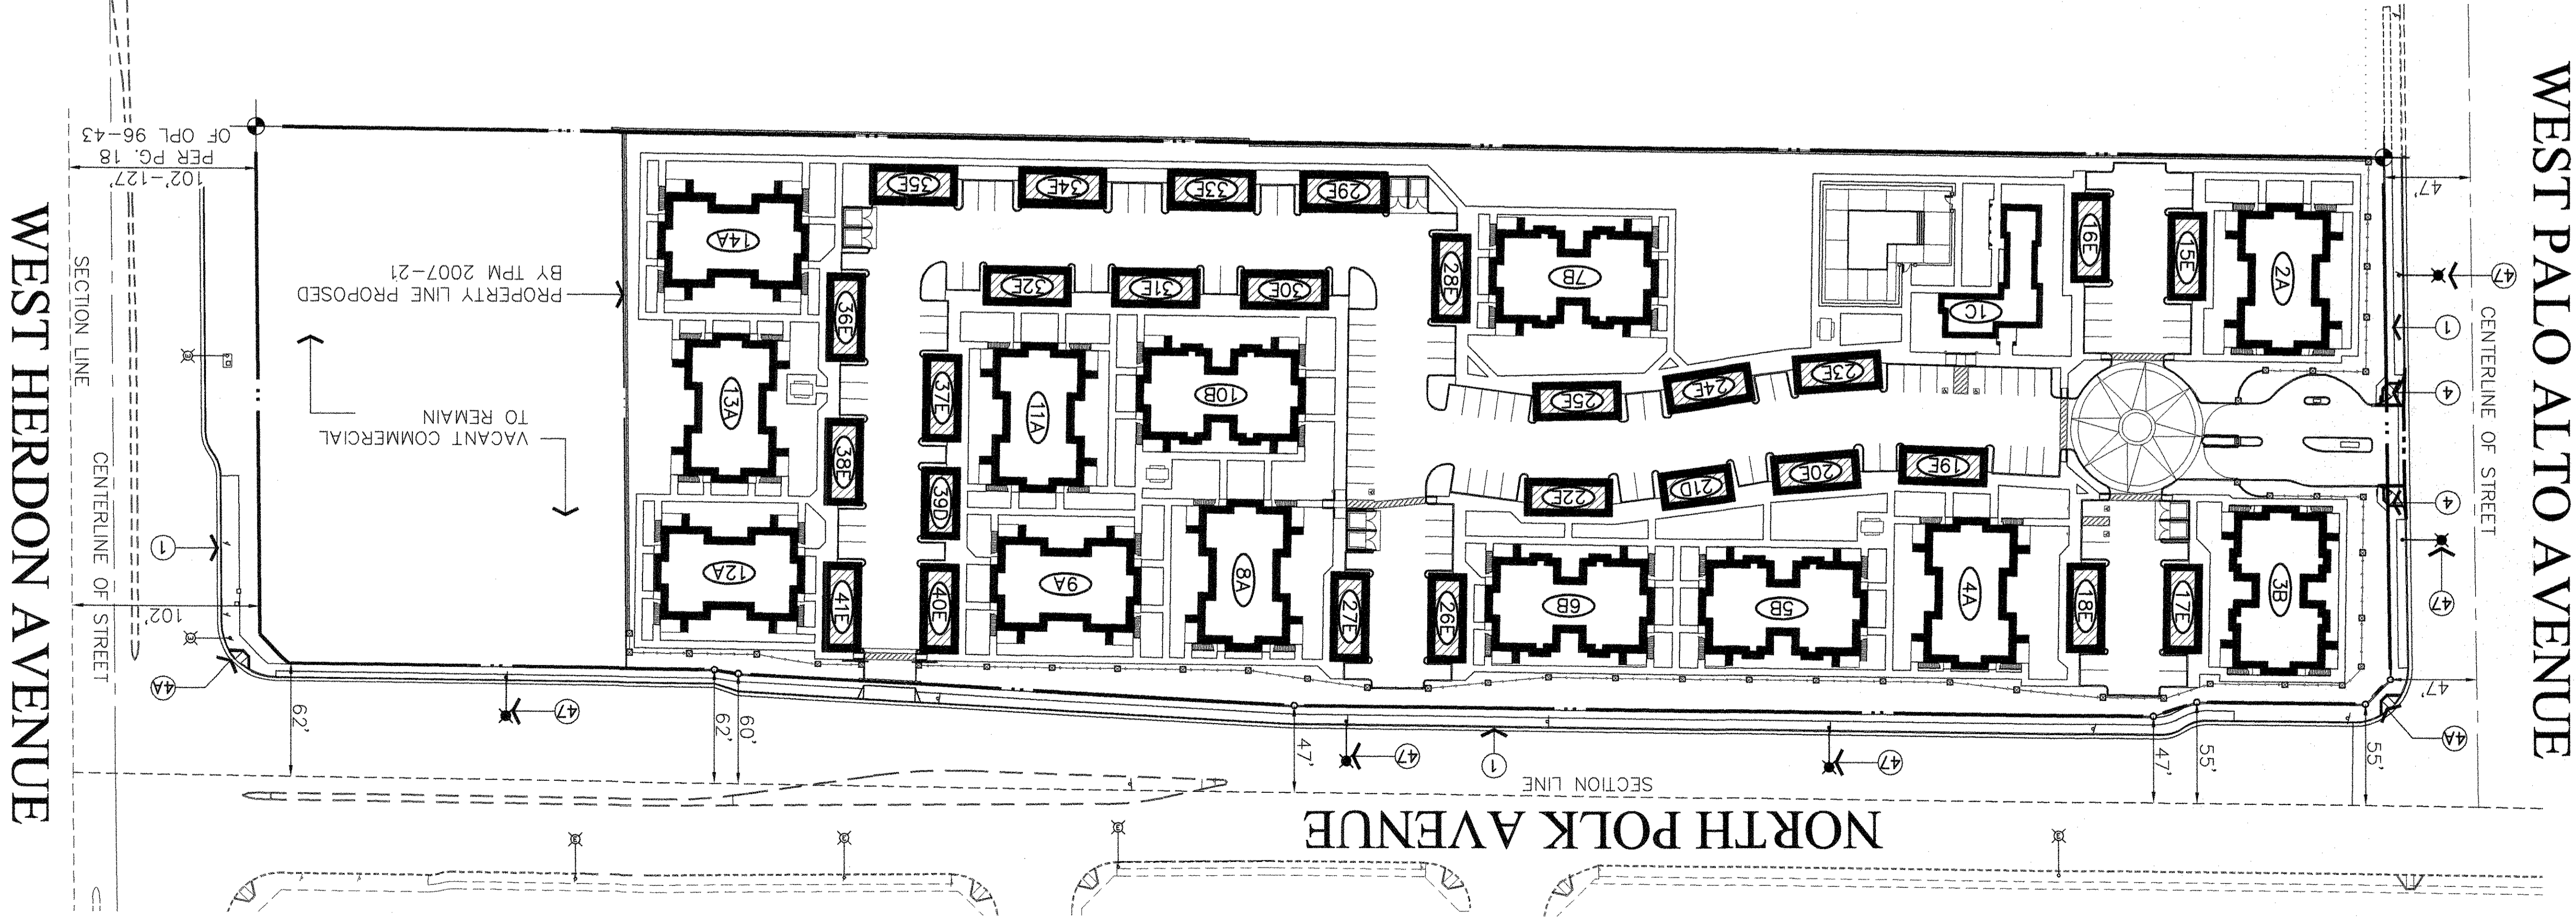 WEST HERDON AVENUE
SECTION LINE
CENTERLINE OF STREET
102'-127'
PER PG. 18
OF OPL 96-43
102'
PROPERTY LINE PROPOSED
BY TPM 2007-21
VACANT COMMERCIAL
TO REMAIN
1
4A
62'
47
62'
60'
14A
13A
12A
35E
34E
33E
29E
36E
32E
31E
30E
37E
38E
39D
11A
10B
41E
40E
9A
8A
28E
7B
25E
24E
23E
22E
21D
20E
19E
27E
26E
6B
5B
4A
1C
16E
15E
2A
18E
17E
3B
47'
47
1
47
SECTION LINE
NORTH POLK AVENUE
47'
55'
55'
4A
47'
47
4
4
1
47
47'
CENTERLINE OF STREET
WEST PALO ALTO AVENUE